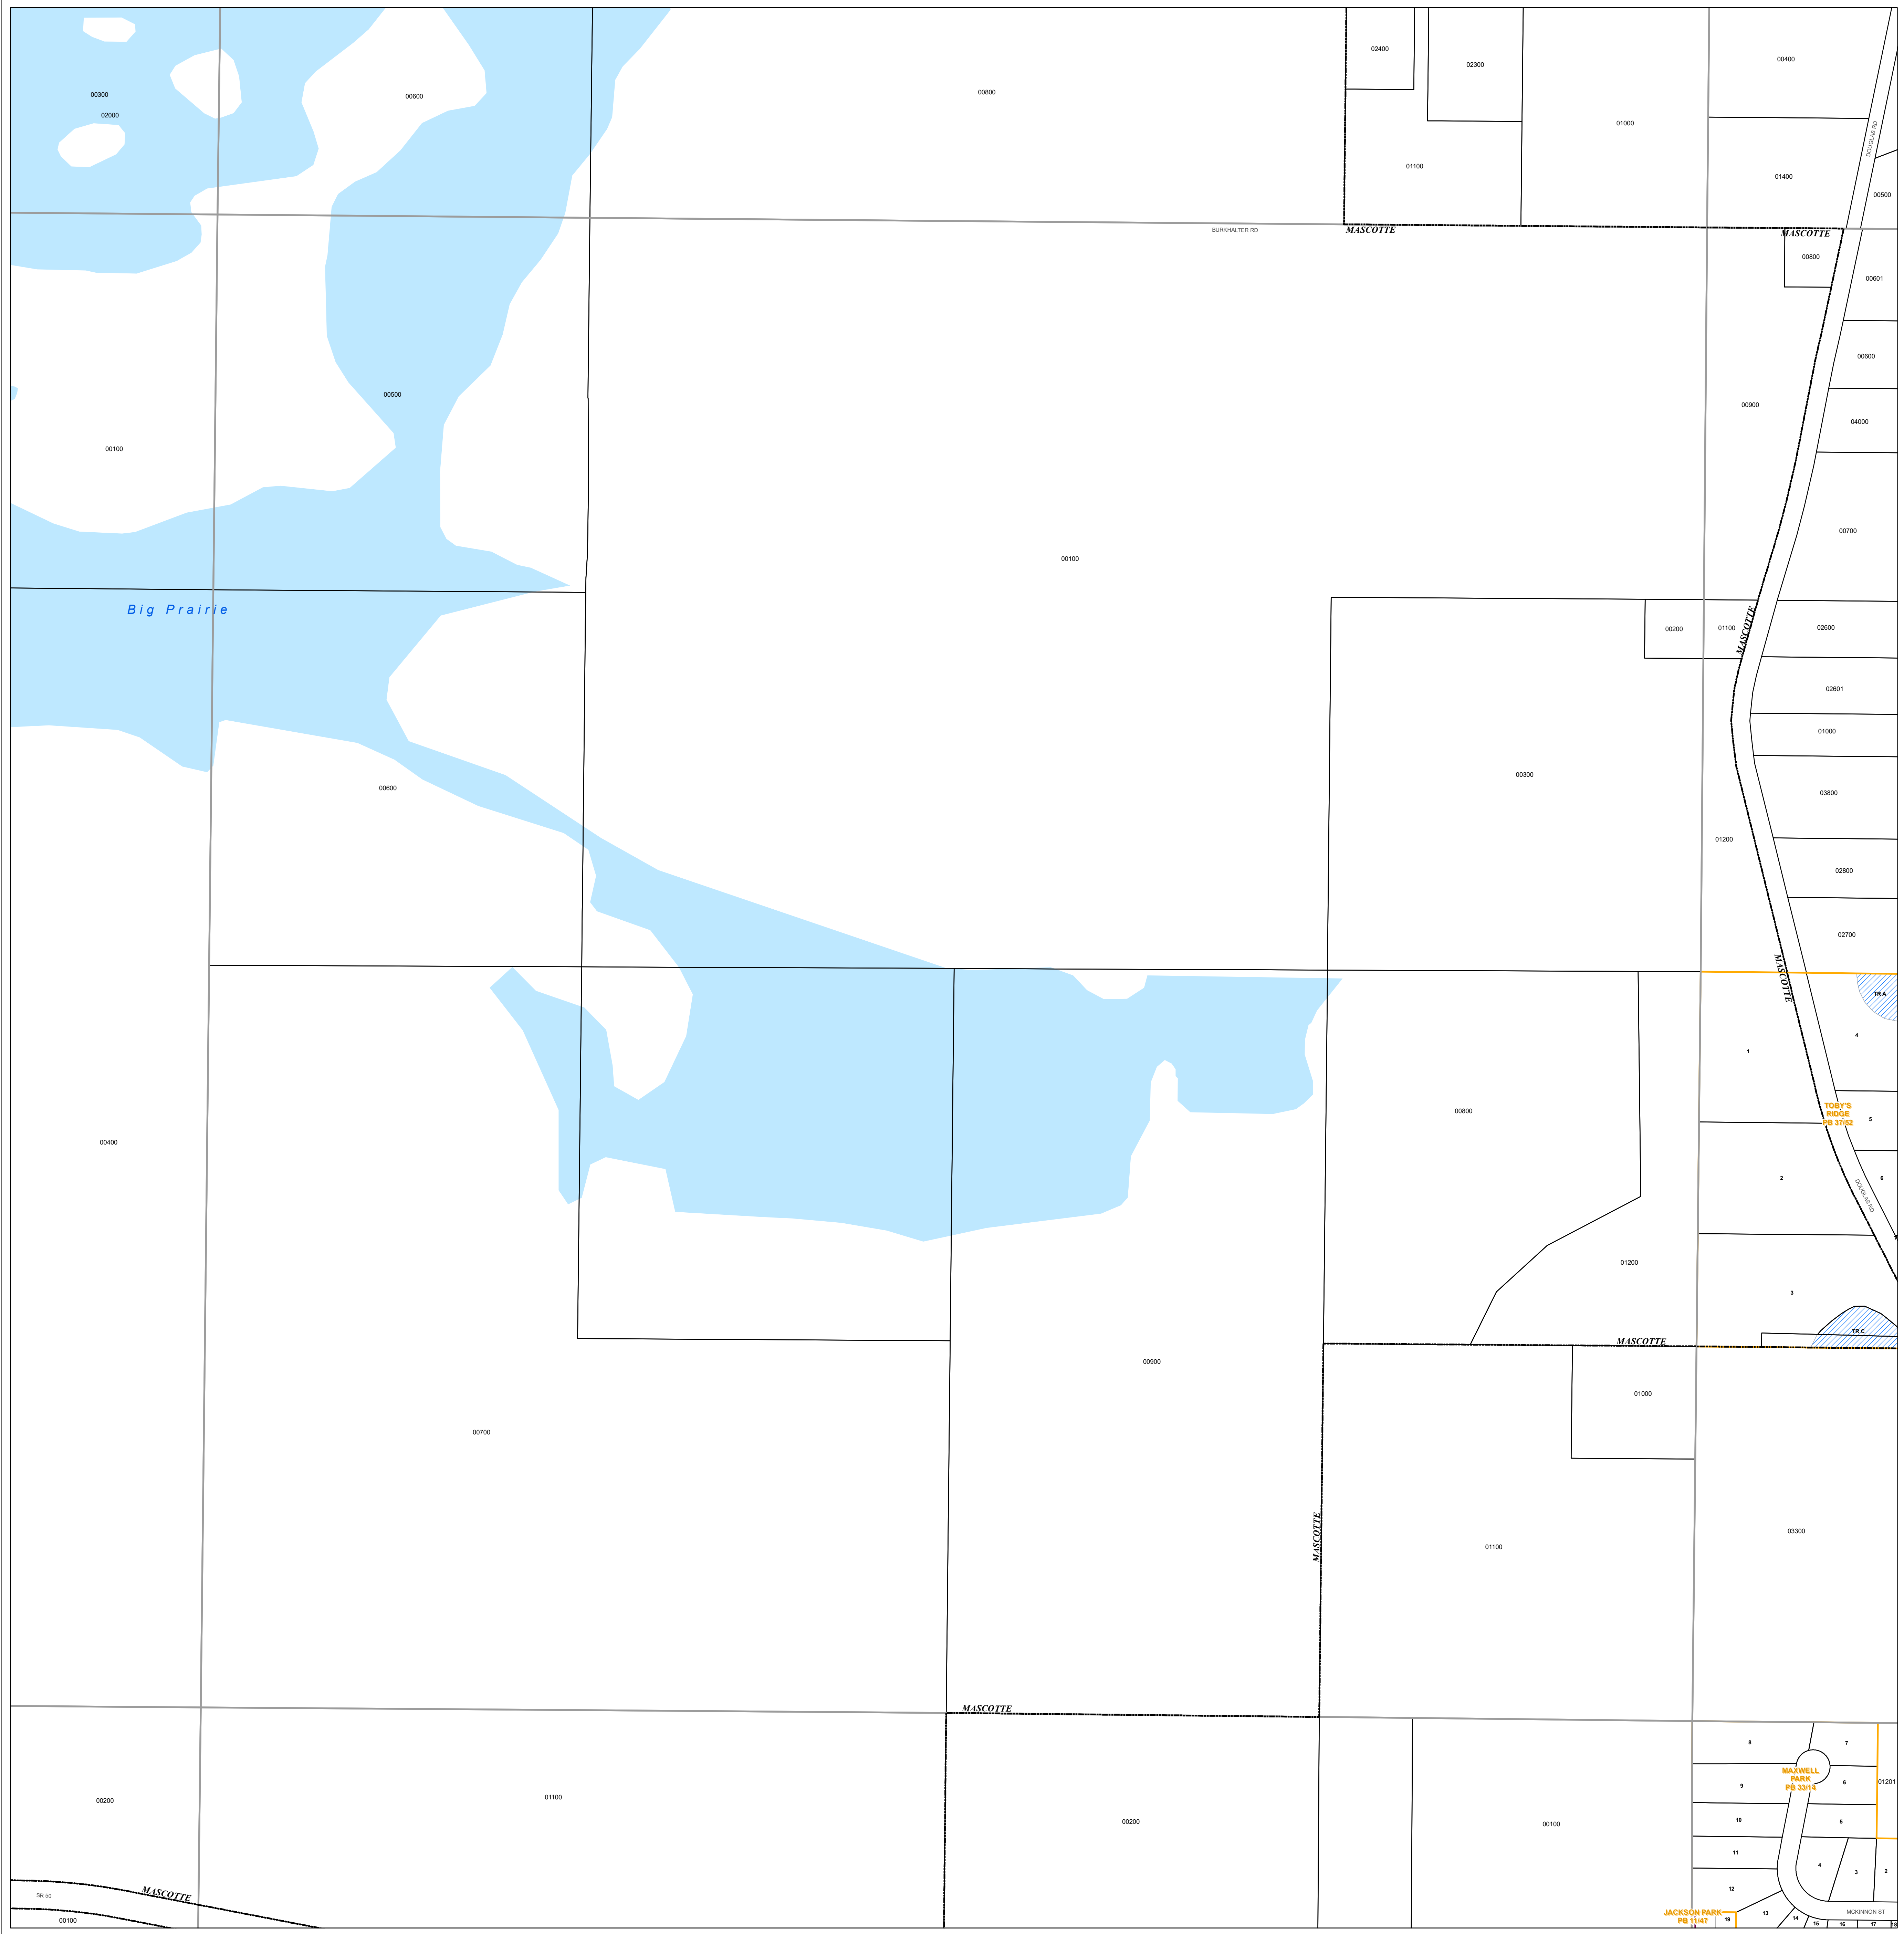 02400
00400
02300
00800
00300
00600
02000
01000
DOUGLAS RD
01100
01400
00500
BURKHALTER RD
MASCOTTE
MASCOTTE
00800
00601
00600
00500
00900
04000
00100
00700
00100
Big Prairie
MASCOTTE
00200
01100
02600
02601
01000
00300
00600
03800
01200
02800
02700
MASCOTTE
TR A
4
1
TOBY'S
RIDGE
PB 37/52
00800
5
00400
2
6
DOUGLAS RD
7
01200
3
TR C
MASCOTTE
00900
01000
00700
03300
MASCOTTE
01100
MASCOTTE
8
7
MAXWELL
PARK
PB 33/14
9
6
01201
01100
00200
10
5
00200
00100
11
4
3
2
12
MASCOTTE
SR 50
JACKSON PARK
PB 11/47
13
MCKINNON ST
00100
19
14
15
16
17
18